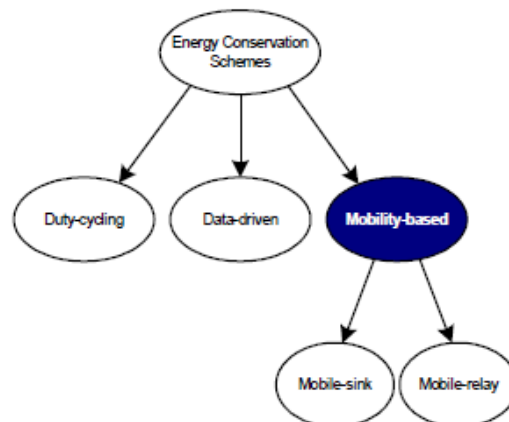 Energy Conservation
Schemes
Duty-cycling
Data-driven
Mobility-based
Mobile-sink
Mobile-relay